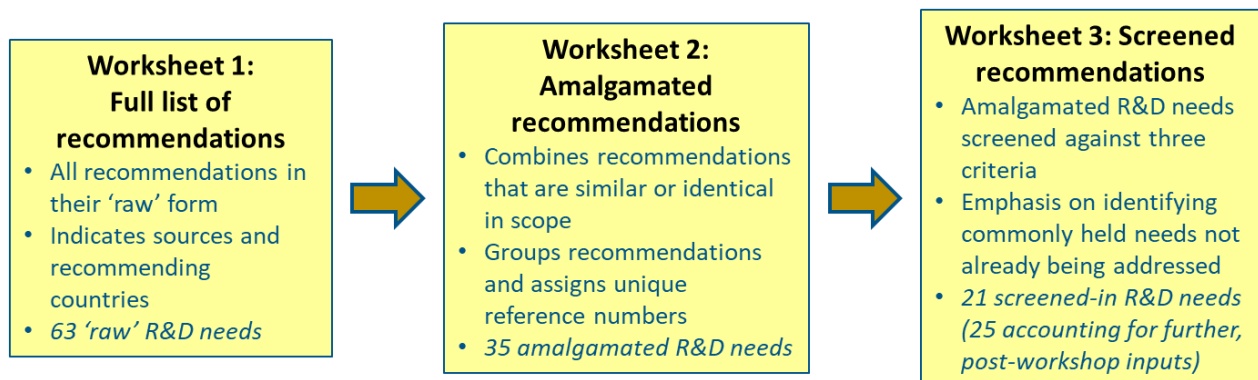 Worksheet 1:
Full list of
recommendations
• All recommendations in
their ‘raw’ form
• Indicates sources and
recommending
countries
• 63 ‘raw’ R&D needs
Worksheet 2:
Amalgamated
recommendations
• Combines recommendations
that are similar or identical
in scope
• Groups recommendations
and assigns unique
reference numbers
• 35 amalgamated R&D needs
Worksheet 3: Screened
recommendations
• Amalgamated R&D needs
screened against three
criteria
• Emphasis on identifying
commonly held needs not
already being addressed
• 21 screened-in R&D needs
(25 accounting for further,
post-workshop inputs)